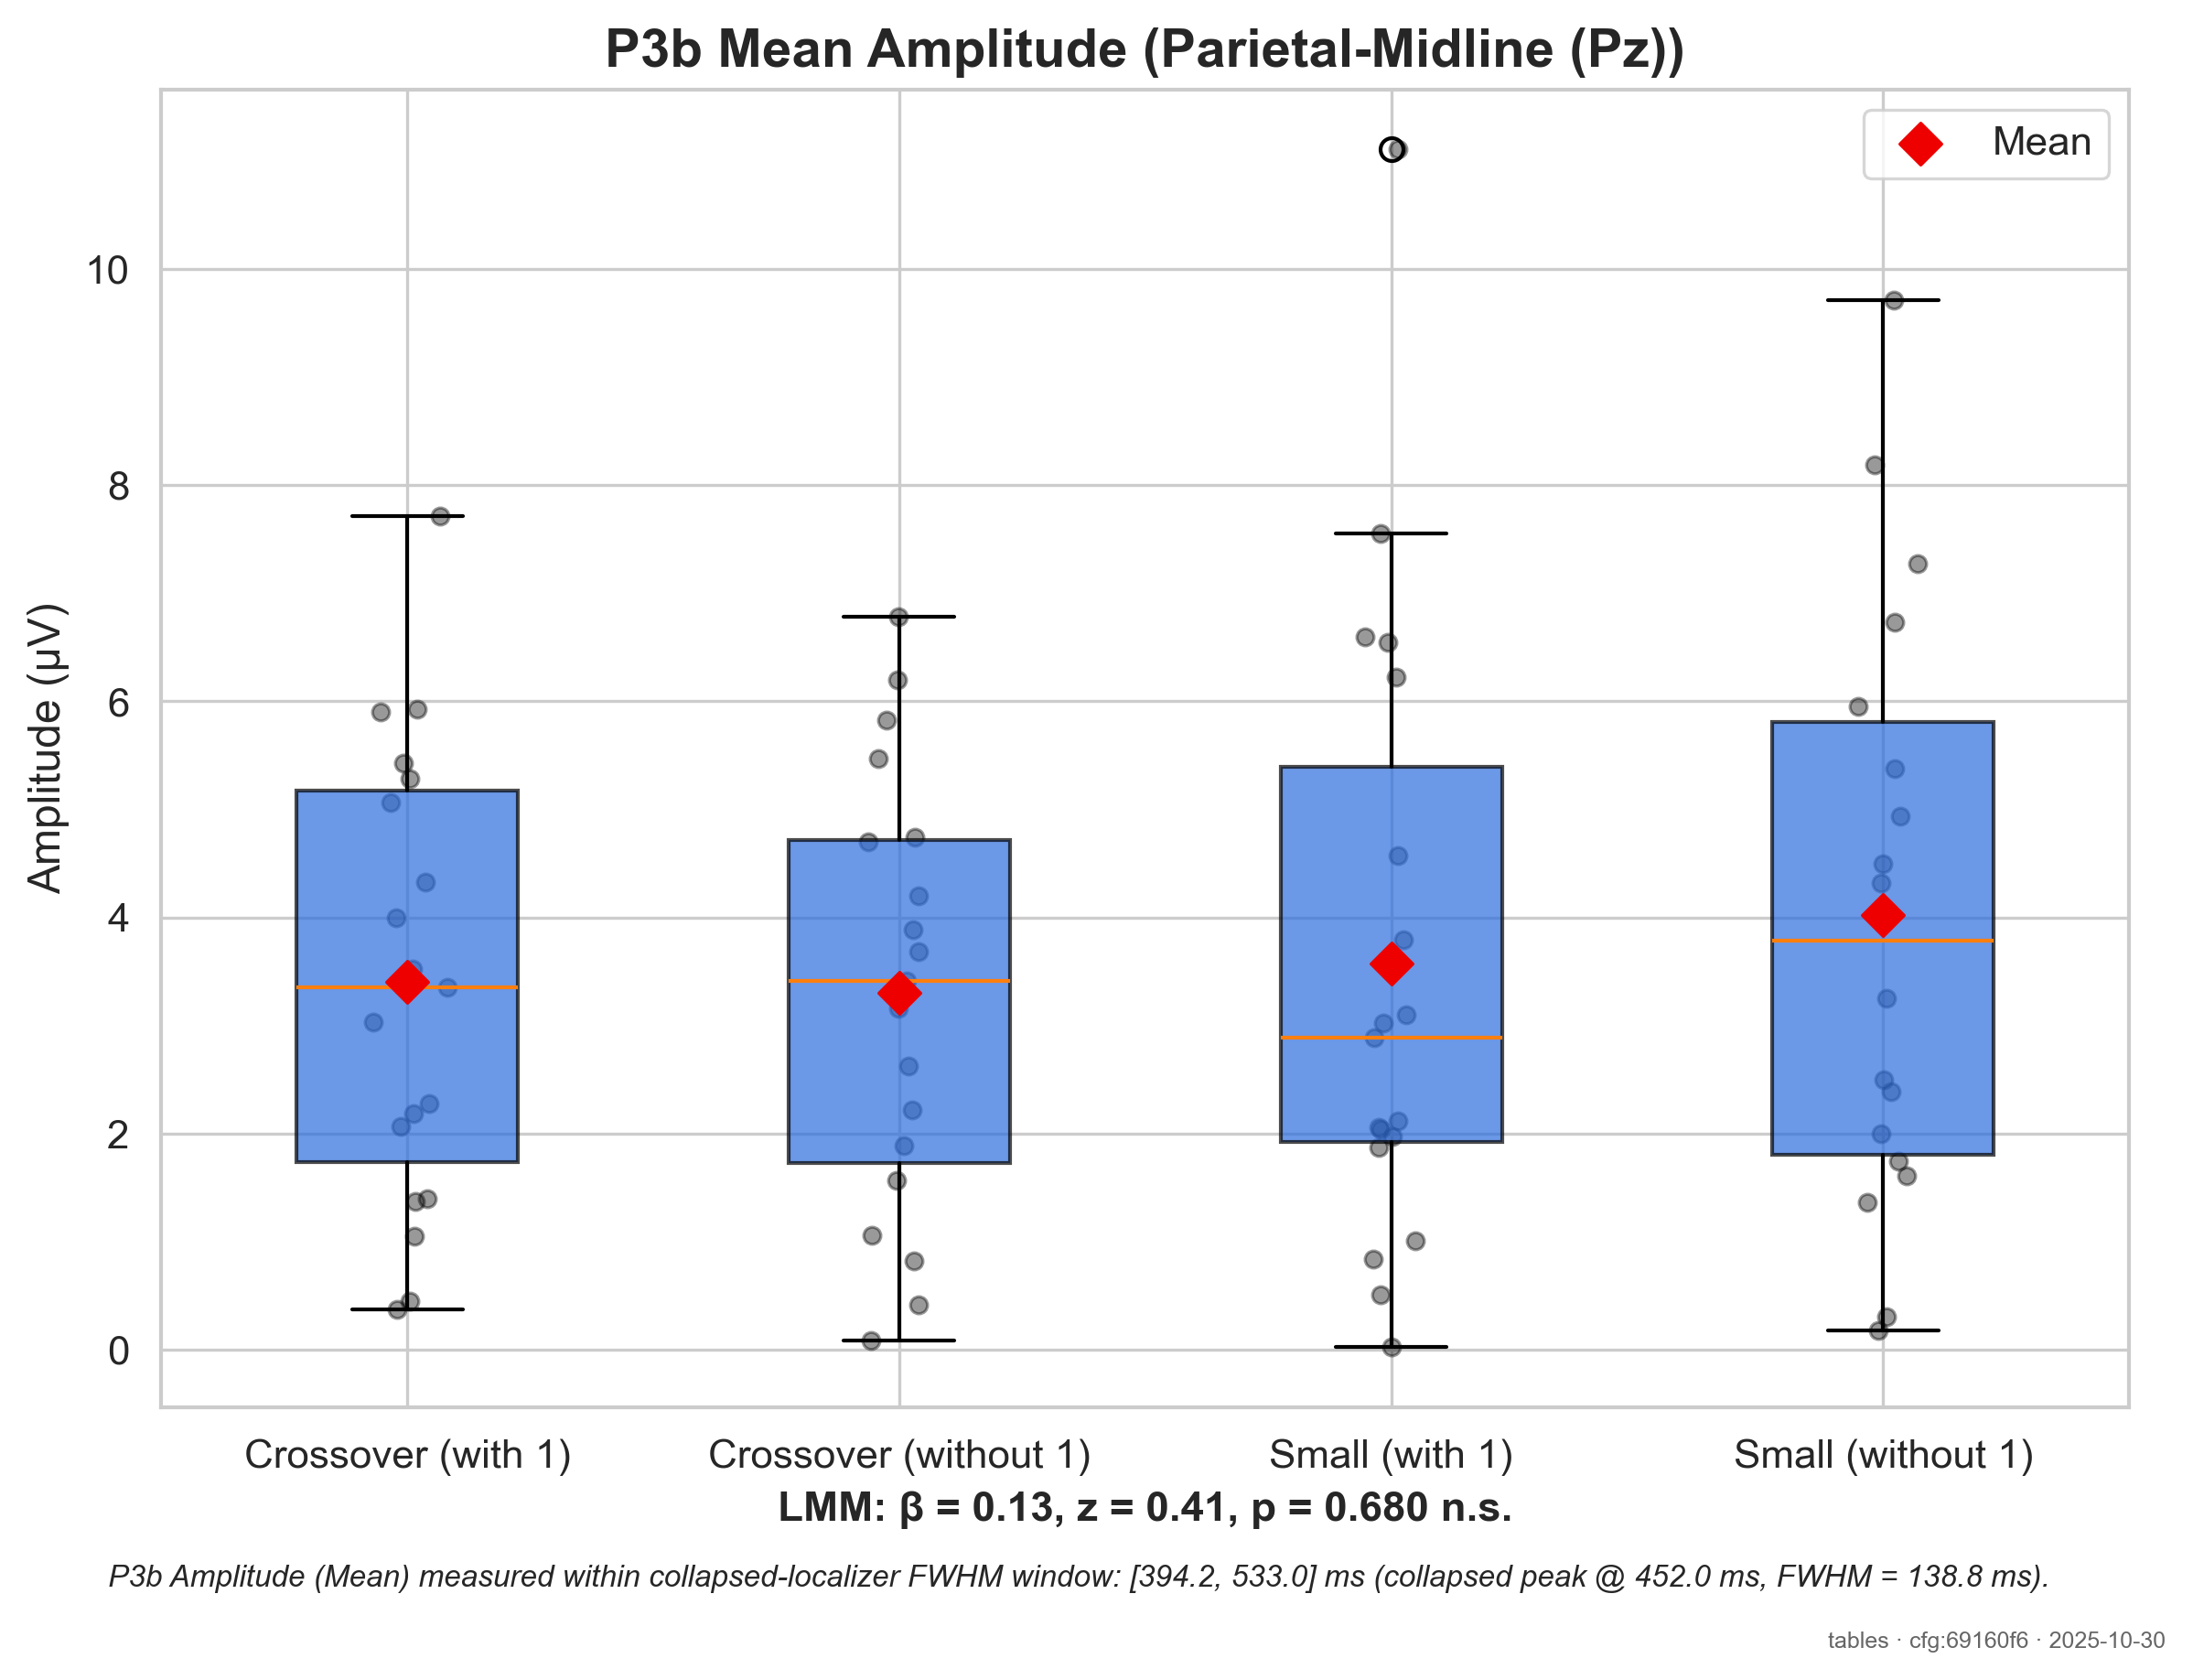 P3b Mean Amplitude (Parietal-Midline (Pz))
Mean
Amplitude (µV)
10
8
6
4
2
0
Crossover (with 1)
Crossover (without 1)
Small (with 1)
Small (without 1)
LMM: β = 0.13, z = 0.41, p = 0.680 n.s.
P3b Amplitude (Mean) measured within collapsed-localizer FWHM window: [394.2, 533.0] ms (collapsed peak @ 452.0 ms, FWHM = 138.8 ms).
tables · cfg:69160f6 · 2025-10-30